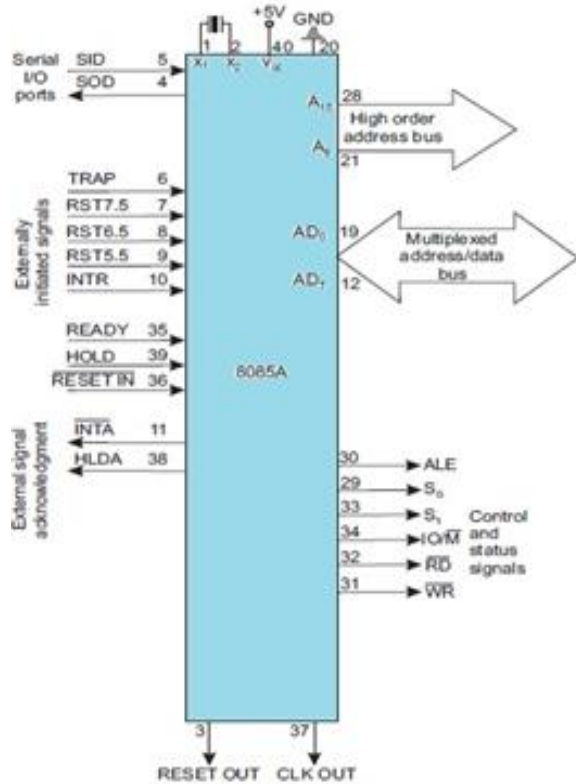 +5V GND
1 2 40 20
X1 X2 Vcc
Serial I/O ports
SID 5
SOD 4
A15 28
High order address bus
A8 21
Externally initiated signals
TRAP 6
RST7.5 7
RST6.5 8
RST5.5 9
INTR 10
AD0 19
Multiplexed address/data bus
AD7 12
READY 35
HOLD 39
RESET IN 36
8085A
External signal acknowledgment
INTA 11
HLDA 38
30 ALE
29 S0
33 S1
34 IO/M
32 RD
31 WR
Control and status signals
3 37
RESET OUT CLK OUT